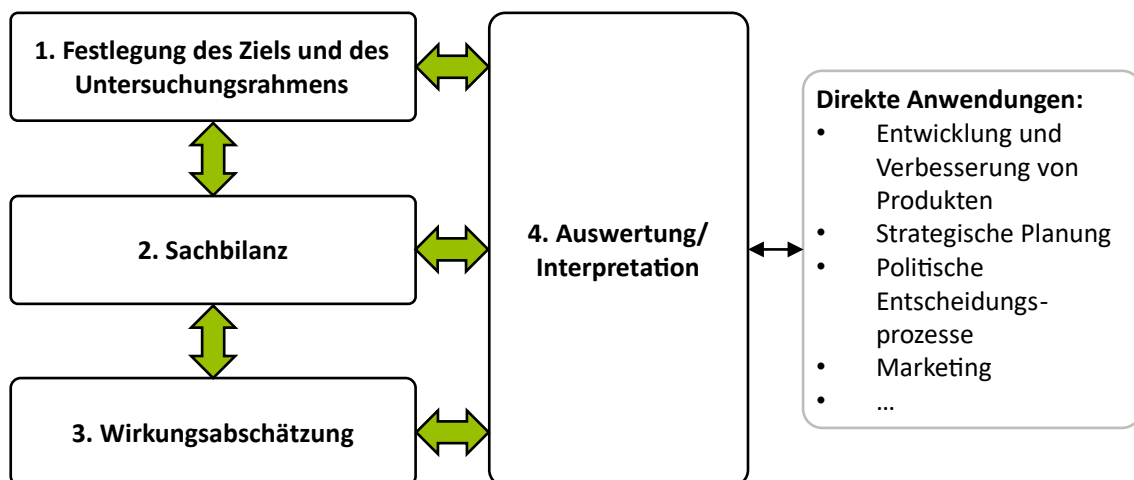 1. Festlegung des Ziels und des
Untersuchungsrahmens
2. Sachbilanz
3. Wirkungsabschätzung
4. Auswertung/
Interpretation
Direkte Anwendungen:
• Entwicklung und
Verbesserung von
Produkten
• Strategische Planung
• Politische
Entscheidungs-
prozesse
• Marketing
• ...